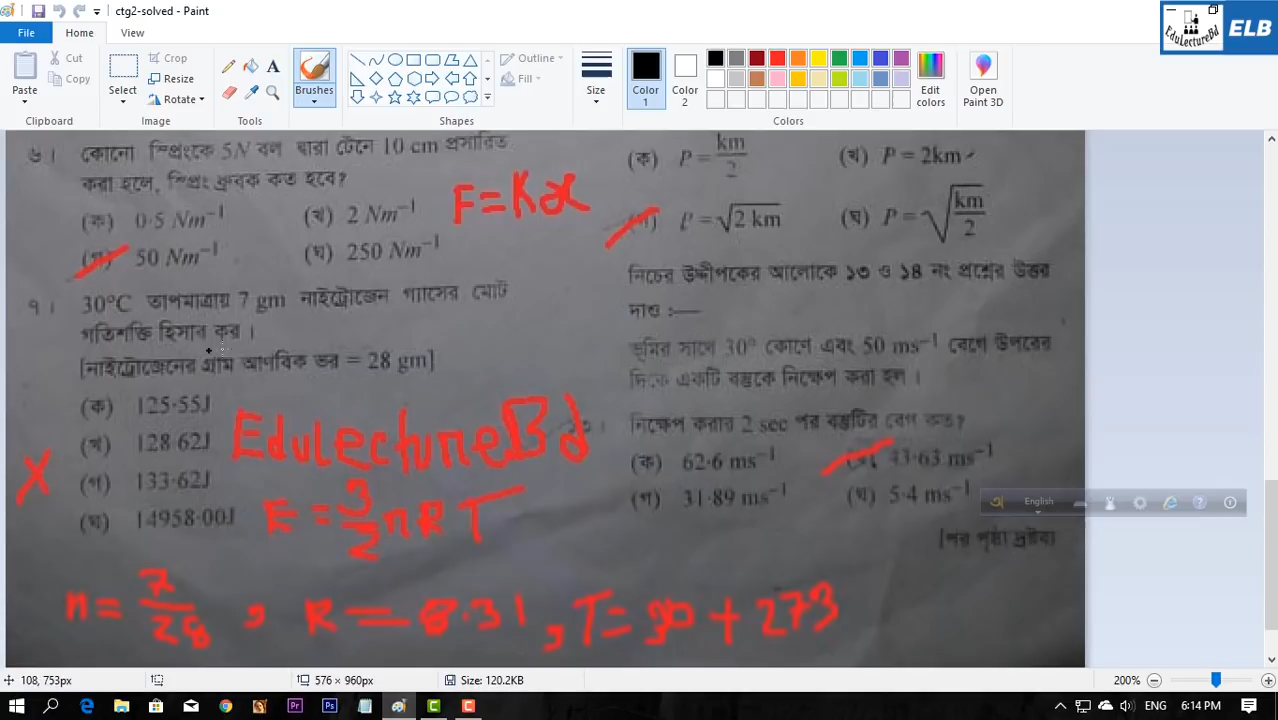 ctg2-solved - Paint
File Home View
Paste
Cut
Copy
Clipboard
Select
Crop
Resize
Rotate
Image
A
Tools
Brushes
Shapes
Outline
Fill
Size
Color 1
Color 2
Colors
Edit colors
Open Paint 3D
EduLectureBd ELB
৬। কোনো স্প্রিংকে 5N বল দ্বারা টেনে 10 cm প্রসারিত
করা হলে, স্প্রিং ধ্রুবক কত হবে?
(ক) 0·5 Nm⁻¹ (খ) 2 Nm⁻¹
50 Nm⁻¹ (ঘ) 250 Nm⁻¹
F=Kx
৭। 30°C তাপমাত্রায় 7 gm নাইট্রোজেন গ্যাসের মোট
গতিশক্তি হিসাব কর।
[নাইট্রোজেনের গ্রাম আণবিক ভর = 28 gm]
(ক) 125·55J
(খ) 128·62J
(গ) 133·62J
(ঘ) 14958·00J
X
EduLectureBd
E = 3/2 nRT
n = 7/28 , R = 8.31 , T = 30 + 273
(ক) P = km/2 (খ) P = 2km
P = √2 km (ঘ) P = √km/2
নিচের উদ্দীপকের আলোকে ১৩ ও ১৪ নং প্রশ্নের উত্তর
দাও :—
ভূমির সাথে 30° কোণে এবং 50 ms⁻¹ বেগে উপরের
দিকে একটি বস্তুকে নিক্ষেপ করা হল।
নিক্ষেপ করার 2 sec পর বস্তুটির বেগ কত?
(ক) 62·6 ms⁻¹ 43·63 ms⁻¹
(গ) 31·89 ms⁻¹ (ঘ) 5·4 ms⁻¹
[পর পৃষ্ঠা দ্রষ্টব্য
অ English
108, 753px 576 × 960px Size: 120.2KB 200%
ENG 6:14 PM